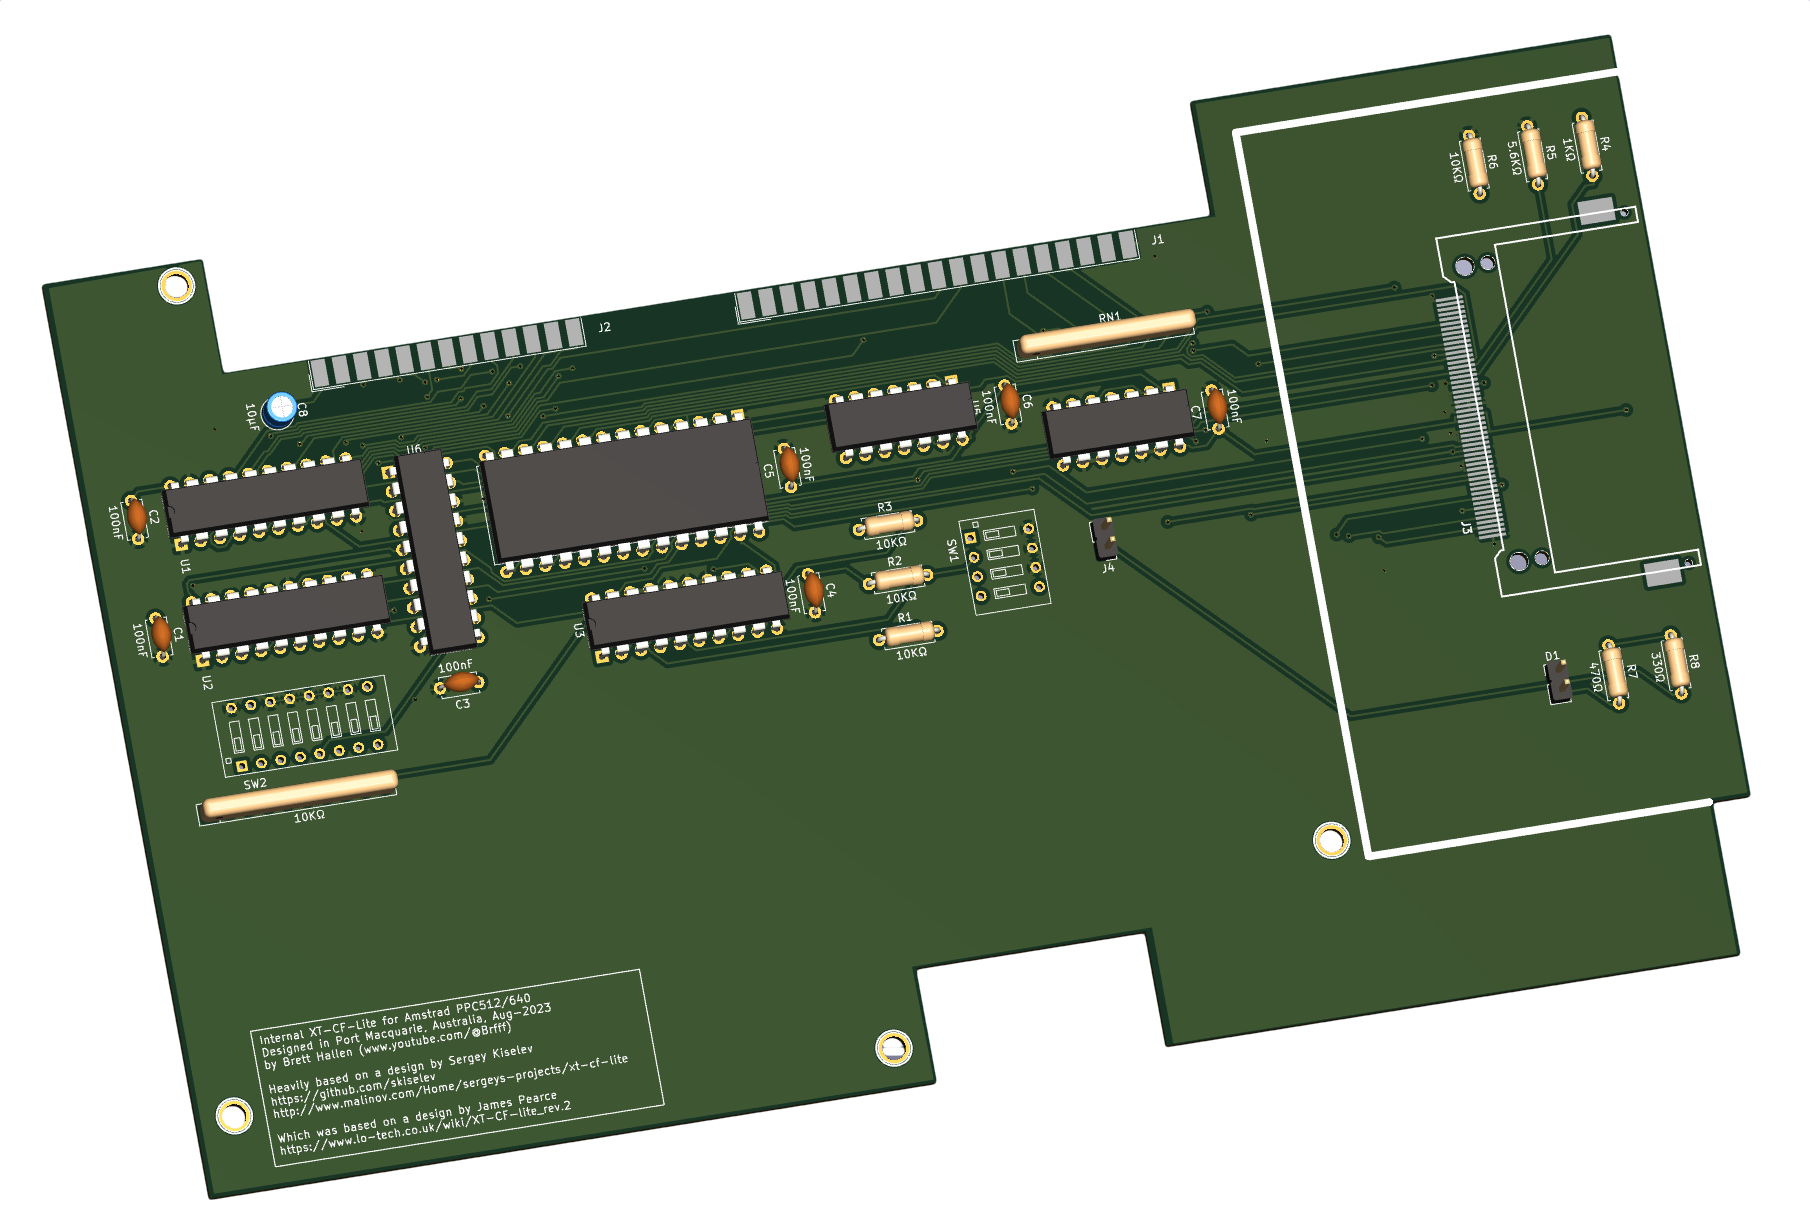 J1
J2
RN1
R4
1KΩ
R5
5.6KΩ
R6
10KΩ
C8
10µF
C6
100nF
C7
100nF
U6
C5
100nF
C2
100nF
U1
R3
10KΩ
SW1
J4
J3
R2
10KΩ
C4
100nF
U3
R1
10KΩ
C1
100nF
U2
100nF
C3
D1
R7
470Ω
R8
330Ω
SW2
10KΩ
Internal XT-CF-Lite for Amstrad PPC512/640
Designed in Port Macquarie, Australia, Aug-2023
by Brett Hallen (www.youtube.com/@Brfff)
Heavily based on a design by Sergey Kiselev
https://github.com/skiselev
http://www.malinov.com/Home/sergeys-projects/xt-cf-lite
Which was based on a design by James Pearce
https://www.lo-tech.co.uk/wiki/XT-CF-lite_rev.2